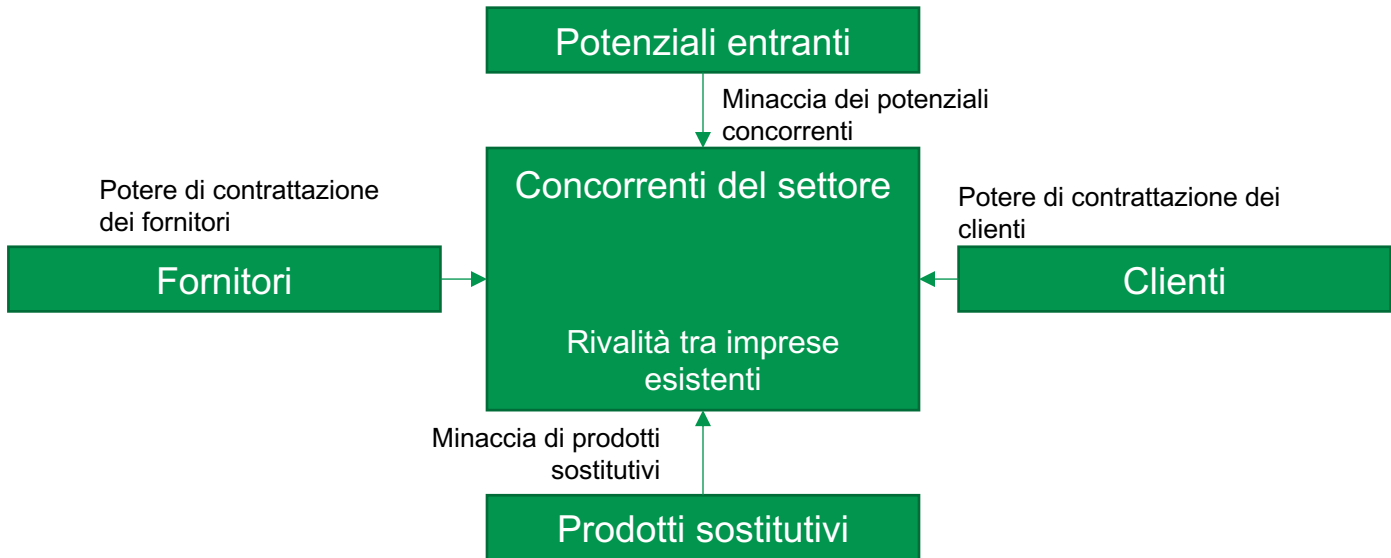 Potenziali entranti
Minaccia dei potenziali
concorrenti
Concorrenti del settore
Potere di contrattazione
dei fornitori
Potere di contrattazione dei
clienti
Fornitori
Clienti
Rivalità tra imprese
esistenti
Minaccia di prodotti
sostitutivi
Prodotti sostitutivi